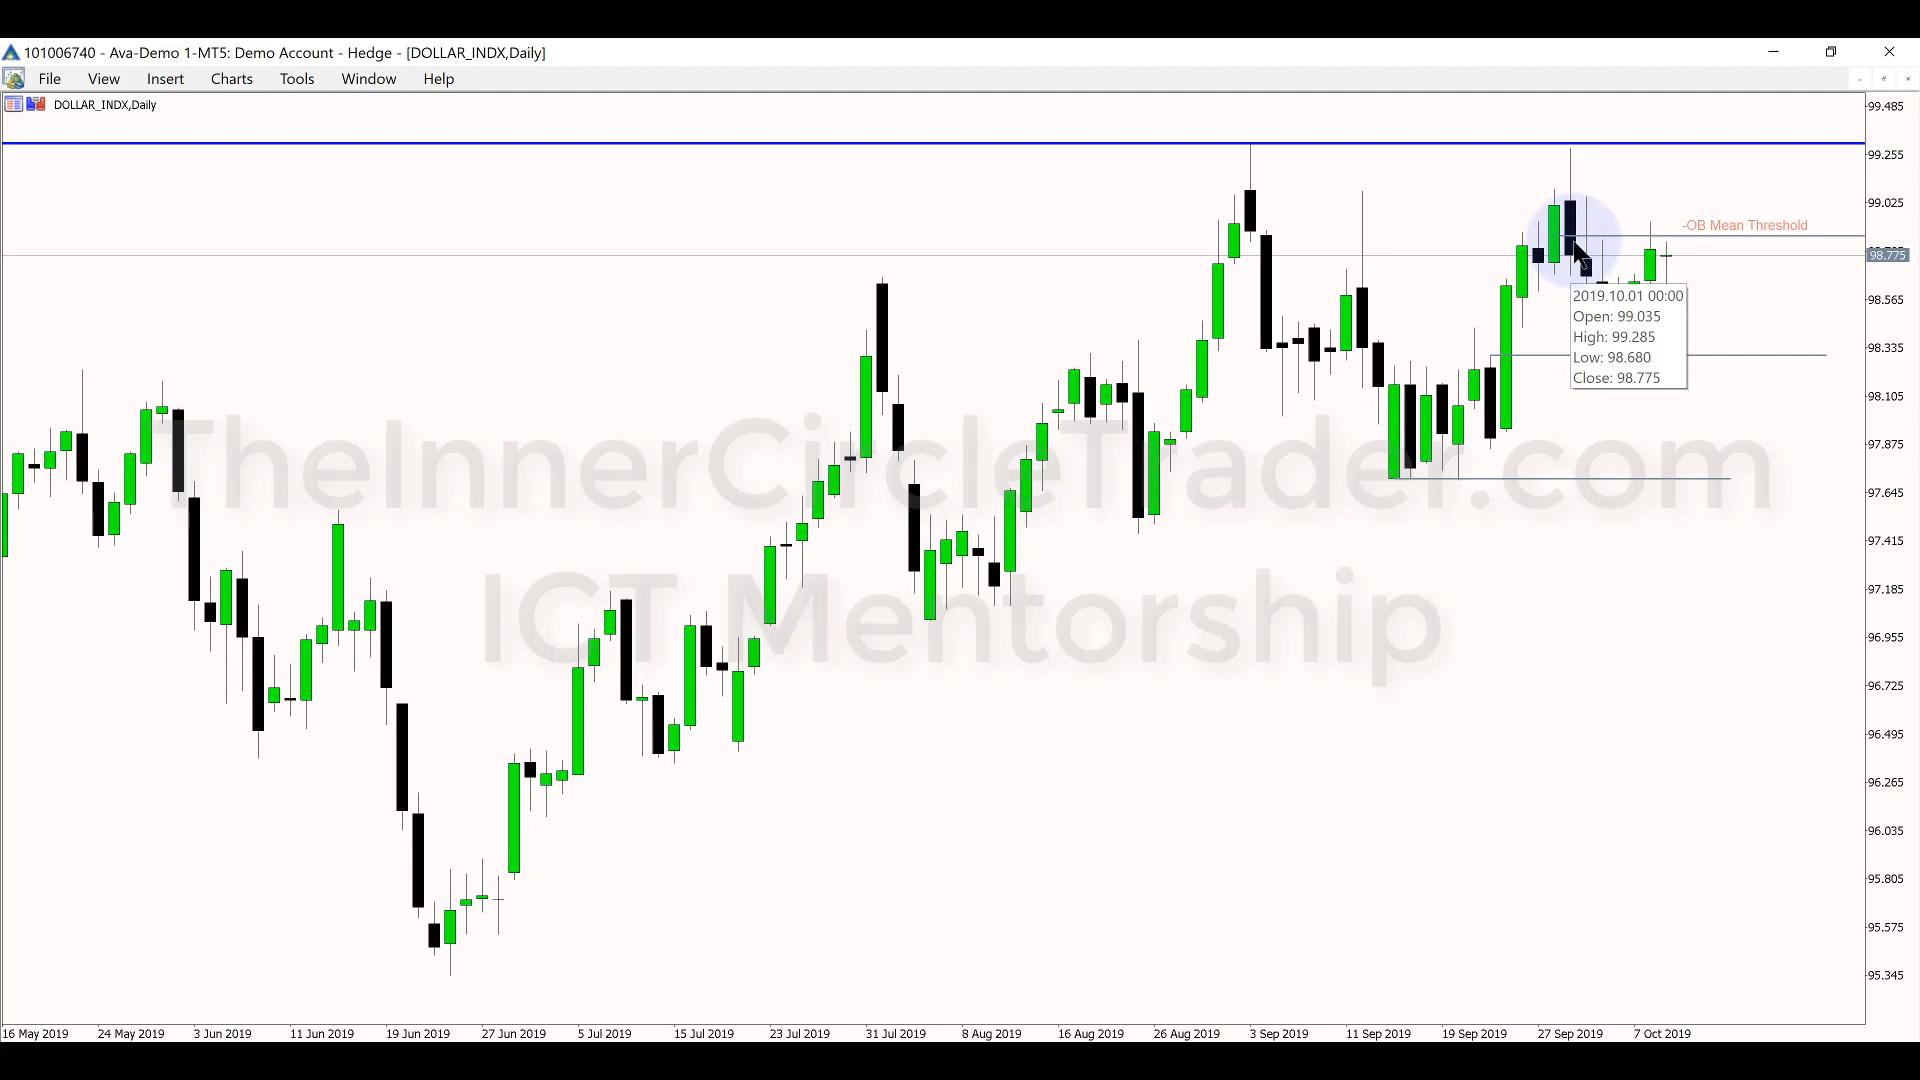 101006740 - Ava-Demo 1-MT5: Demo Account - Hedge - [DOLLAR_INDX,Daily]
File View Insert Charts Tools Window Help
DOLLAR_INDX,Daily
99.485
99.255
99.025
-OB Mean Threshold
98.775
2019.10.01 00:00
Open: 99.035
High: 99.285
Low: 98.680
Close: 98.775
98.565
98.335
98.105
97.875
TheInnerCircleTrader.com
97.645
97.415
97.185
ICT Mentorship
96.955
96.725
96.495
96.265
96.035
95.805
95.575
95.345
16 May 2019 24 May 2019 3 Jun 2019 11 Jun 2019 19 Jun 2019 27 Jun 2019 5 Jul 2019 15 Jul 2019 23 Jul 2019 31 Jul 2019 8 Aug 2019 16 Aug 2019 26 Aug 2019 3 Sep 2019 11 Sep 2019 19 Sep 2019 27 Sep 2019 7 Oct 2019